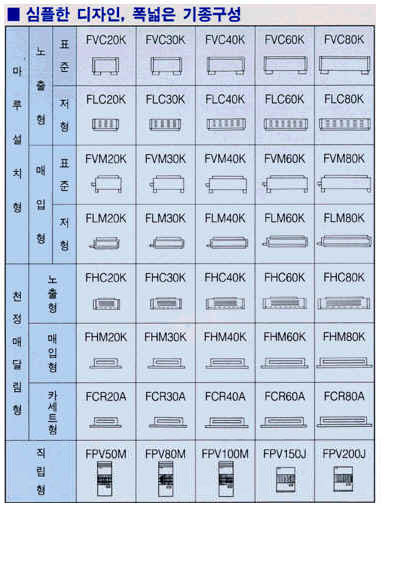 ■ 심플한 디자인, 폭넓은 기종구성
마루설치형 노출형 표준 FVC20K FVC30K FVC40K FVC60K FVC80K
저형 FLC20K FLC30K FLC40K FLC60K FLC80K
매입형 표준 FVM20K FVM30K FVM40K FVM60K FVM80K
저형 FLM20K FLM30K FLM40K FLM60K FLM80K
천정매달림형 노출형 FHC20K FHC30K FHC40K FHC60K FHC80K
매입형 FHM20K FHM30K FHM40K FHM60K FHM80K
카세트형 FCR20A FCR30A FCR40A FCR60A FCR80A
직립형 FPV50M FPV80M FPV100M FPV150J FPV200J